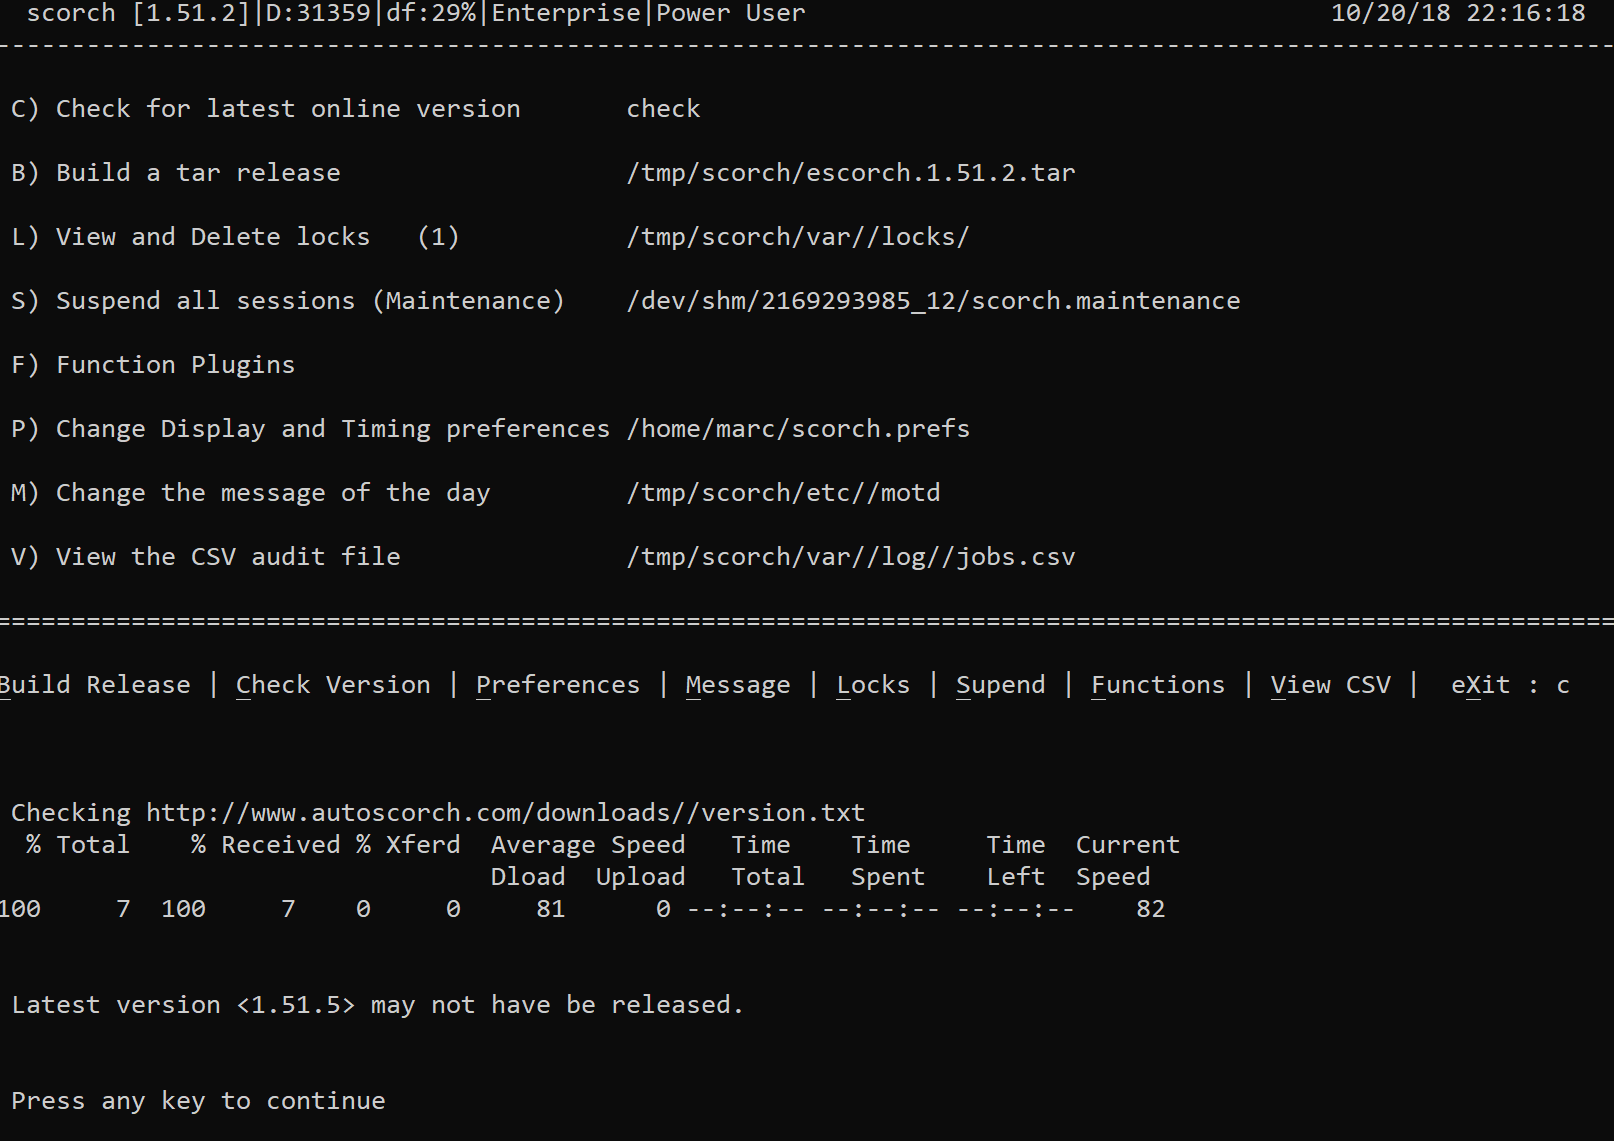 scorch [1.51.2]|D:31359|df:29%|Enterprise|Power User 10/20/18 22:16:18
------------------------------------------------------------------------------------------------------------
C) Check for latest online version check
B) Build a tar release /tmp/scorch/escorch.1.51.2.tar
L) View and Delete locks (1) /tmp/scorch/var//locks/
S) Suspend all sessions (Maintenance) /dev/shm/2169293985_12/scorch.maintenance
F) Function Plugins
P) Change Display and Timing preferences /home/marc/scorch.prefs
M) Change the message of the day /tmp/scorch/etc//motd
V) View the CSV audit file /tmp/scorch/var//log//jobs.csv
============================================================================================================
Build Release | Check Version | Preferences | Message | Locks | Supend | Functions | View CSV | eXit : c
Checking http://www.autoscorch.com/downloads//version.txt
% Total % Received % Xferd Average Speed Time Time Time Current
Dload Upload Total Spent Left Speed
100 7 100 7 0 0 81 0 --:--:-- --:--:-- --:--:-- 82
Latest version <1.51.5> may not have be released.
Press any key to continue